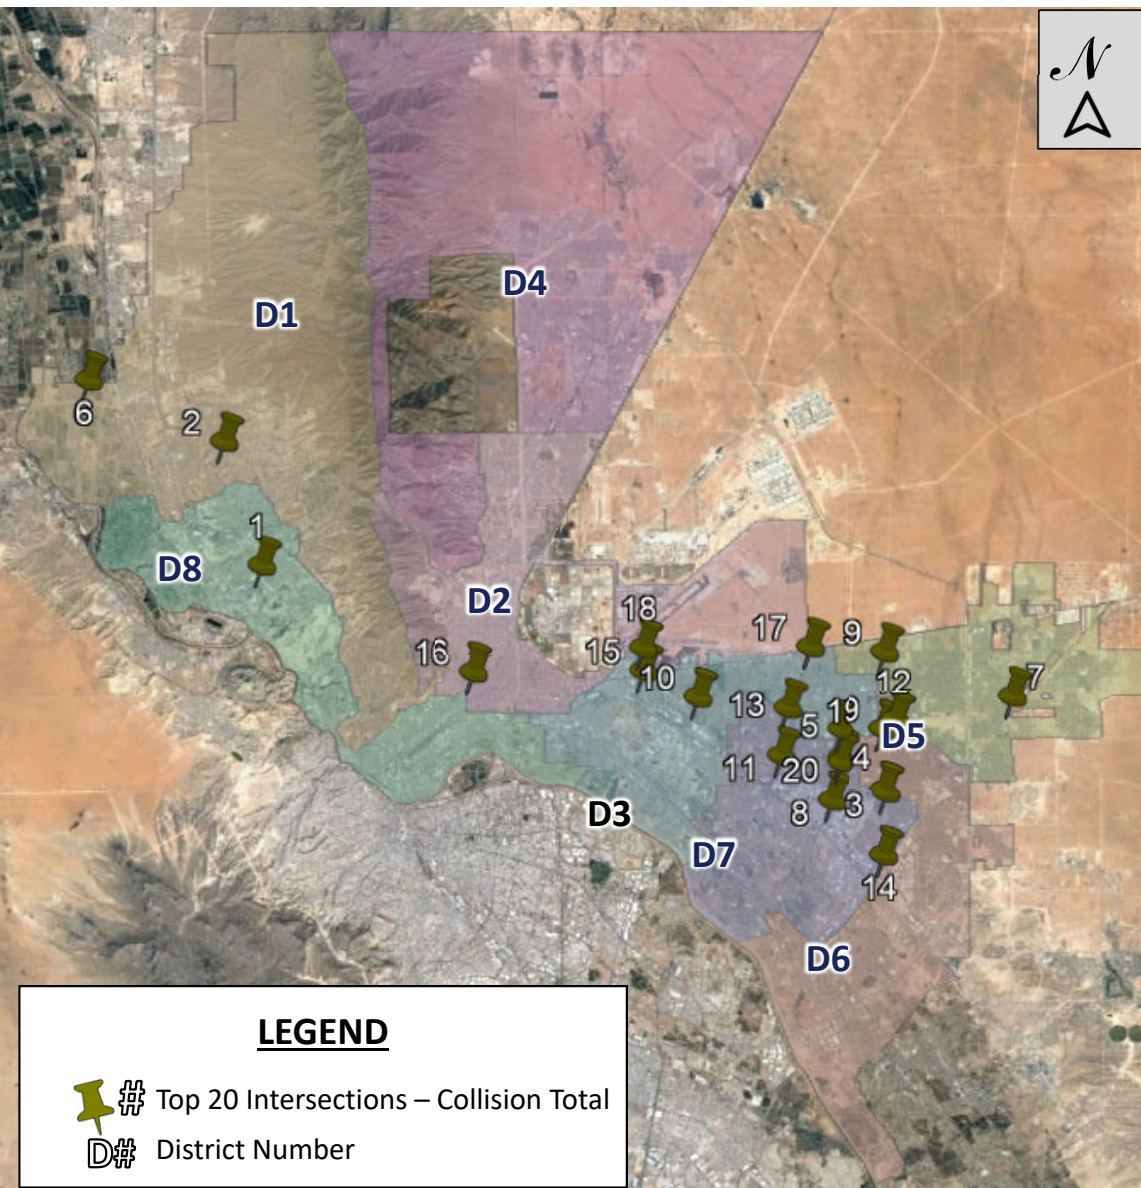 N
D4
D1
6
2
1
D8
D2
18
17
9
16
15
10
12
7
13
5
19
D5
11
20
4
8
3
D3
D7
14
D6
LEGEND
# Top 20 Intersections – Collision Total
D# District Number